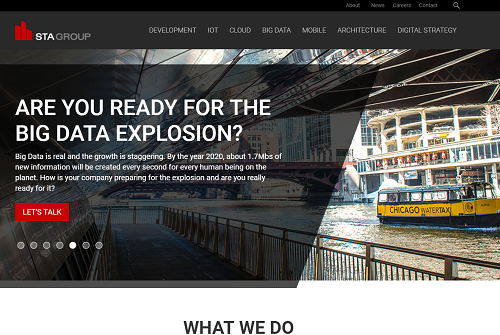 About News Careers Contact
STA GROUP
DEVELOPMENT IOT CLOUD BIG DATA MOBILE ARCHITECTURE DIGITAL STRATEGY
ARE YOU READY FOR THE
BIG DATA EXPLOSION?
Big Data is real and the growth is staggering. By the year 2020, about 1.7Mbs of
new information will be created every second for every human being on the
planet. How is your company preparing for the explosion and are you really
ready for it?
LET'S TALK
CHICAGO WATERTAXI
WHAT WE DO